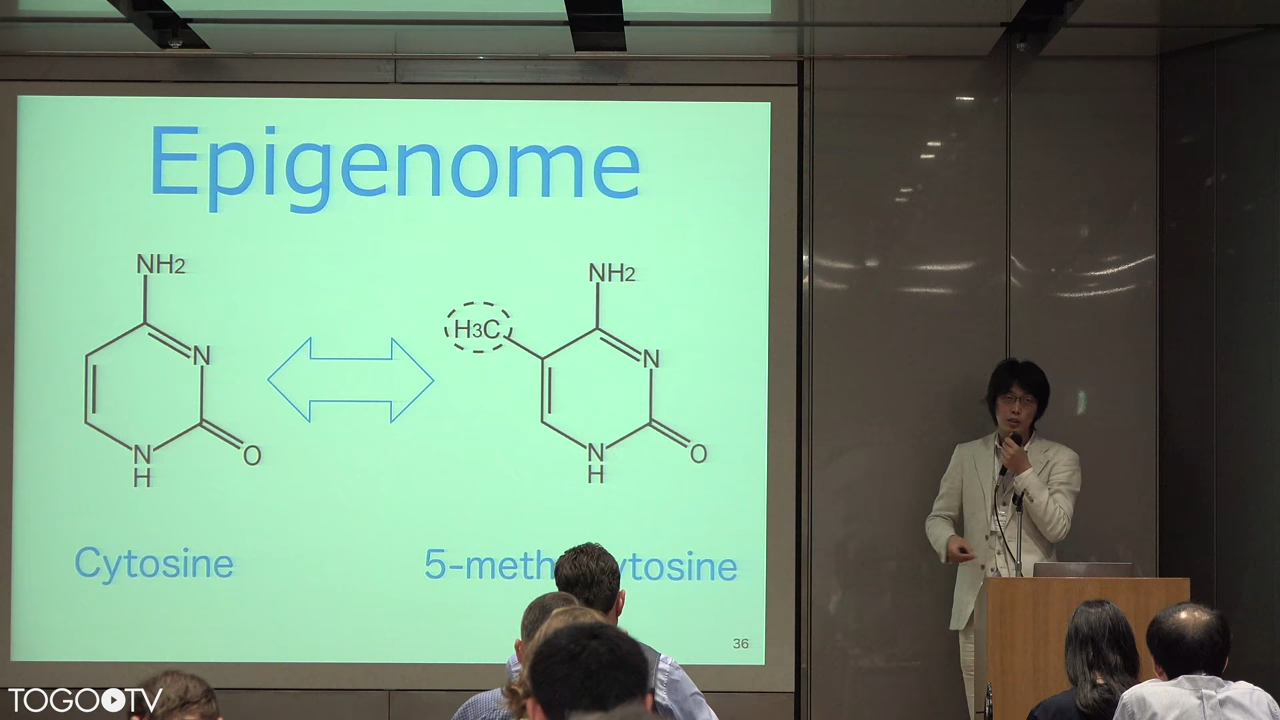 Epigenome
NH2
N
O
N
H
H3C
NH2
N
O
N
H
Cytosine
5-meth ytosine
36
TOGOTV